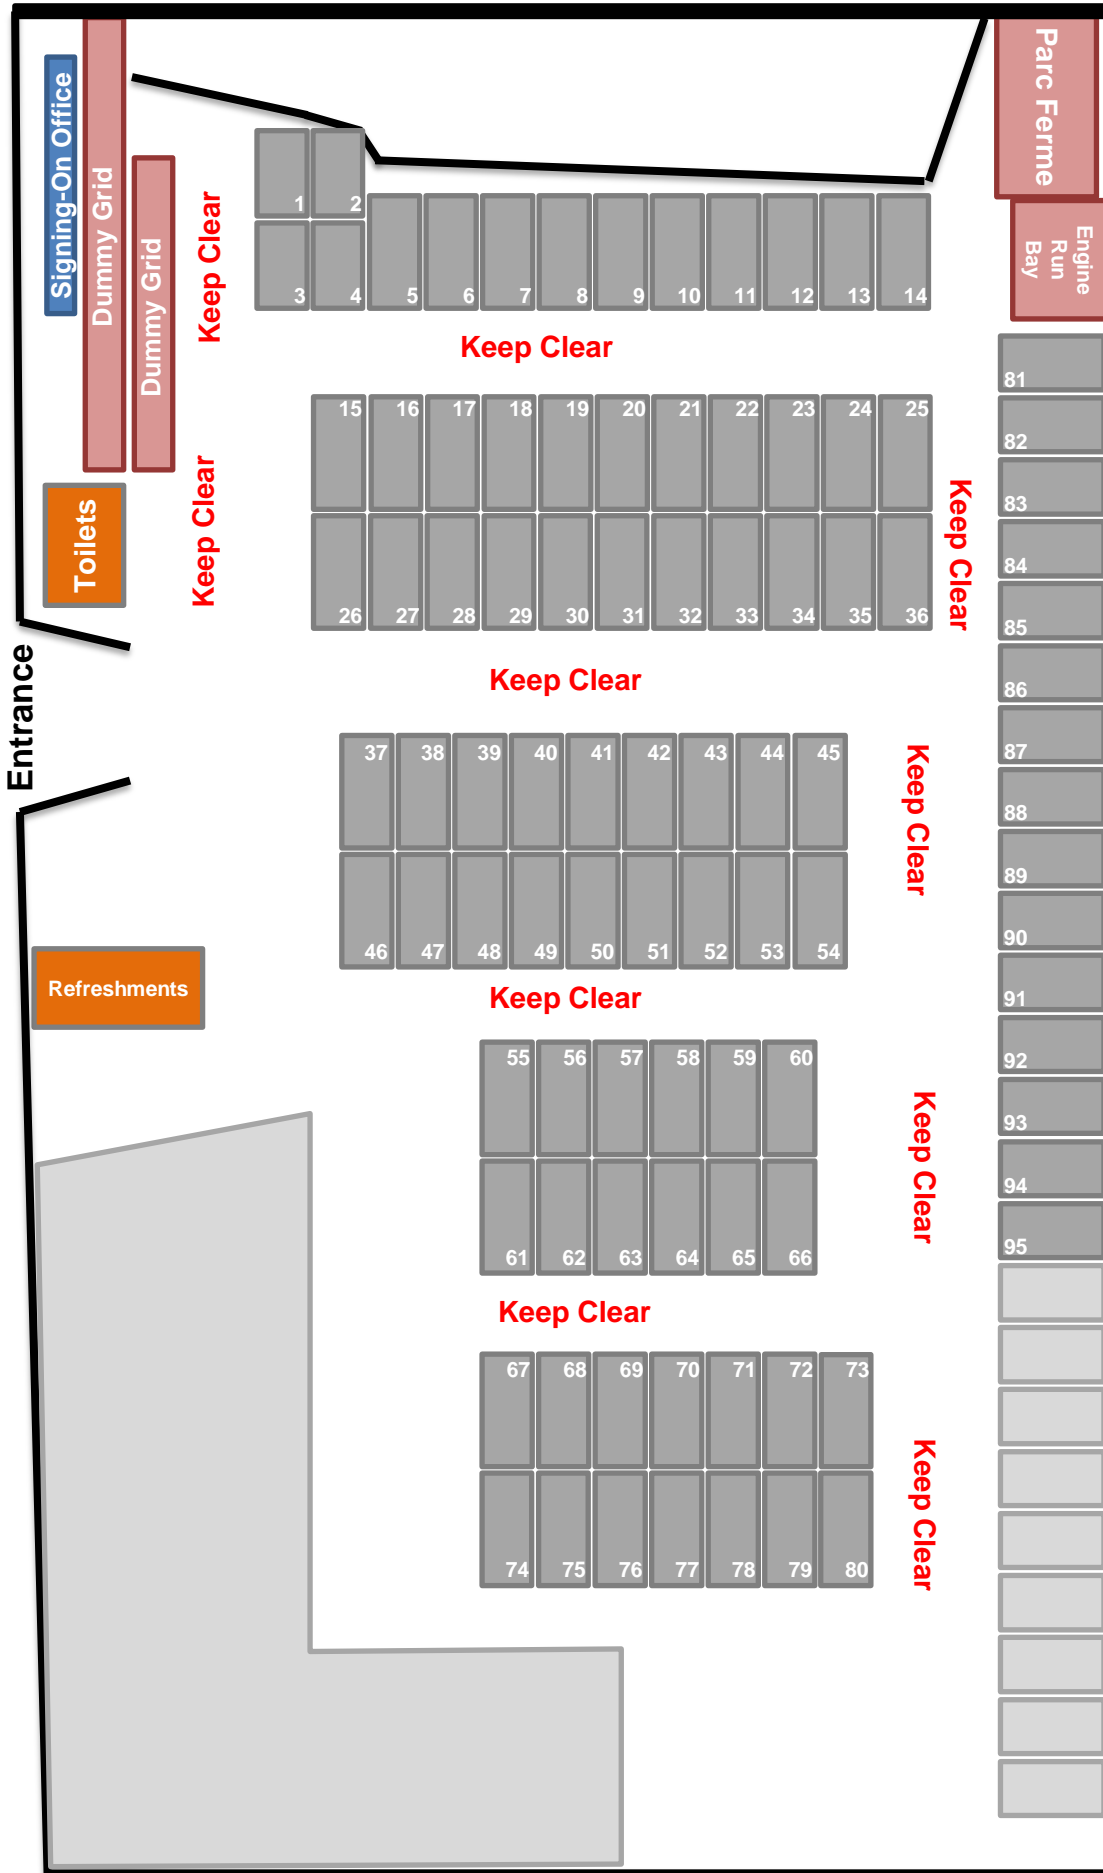 Parc Ferme
Signing-On Office
Dummy Grid
Dummy Grid
Keep Clear
1 2
Engine
Run
Bay
3 4 5 6 7 8 9 10 11 12 13 14
Keep Clear
81
15 16 17 18 19 20 21 22 23 24 25
82
Keep Clear
Keep Clear
83
Toilets
84
26 27 28 29 30 31 32 33 34 35 36
85
Keep Clear
86
Entrance
37 38 39 40 41 42 43 44 45
87
Keep Clear
88
89
46 47 48 49 50 51 52 53 54
90
Refreshments
Keep Clear
91
55 56 57 58 59 60
92
Keep Clear
93
94
61 62 63 64 65 66
95
Keep Clear
67 68 69 70 71 72 73
Keep Clear
74 75 76 77 78 79 80